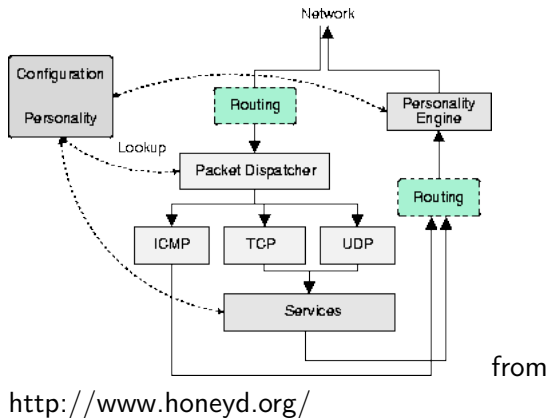 Network
Configuration
Personality
Routing
Personality
Engine
Lookup
Packet Dispatcher
Routing
ICMP
TCP
UDP
Services
from
http://www.honeyd.org/